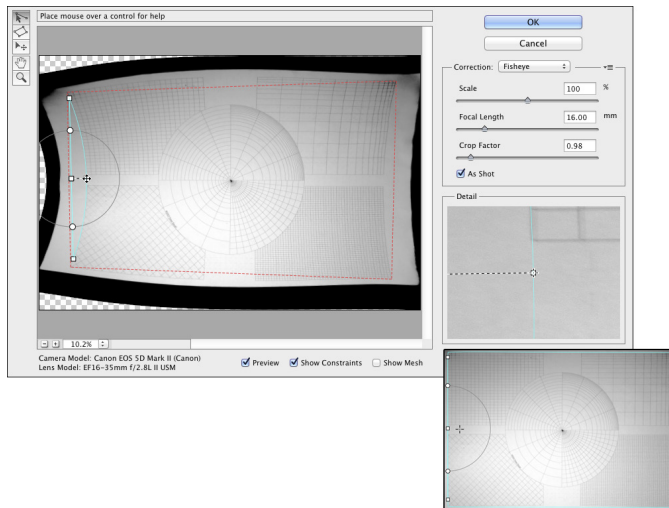 Place mouse over a control for help
OK
Cancel
Correction: Fisheye
Scale 100 %
Focal Length 16.00 mm
Crop Factor 0.98
As Shot
Detail
10.2%
Camera Model: Canon EOS 5D Mark II (Canon)
Lens Model: EF16-35mm f/2.8L II USM
Preview Show Constraints Show Mesh